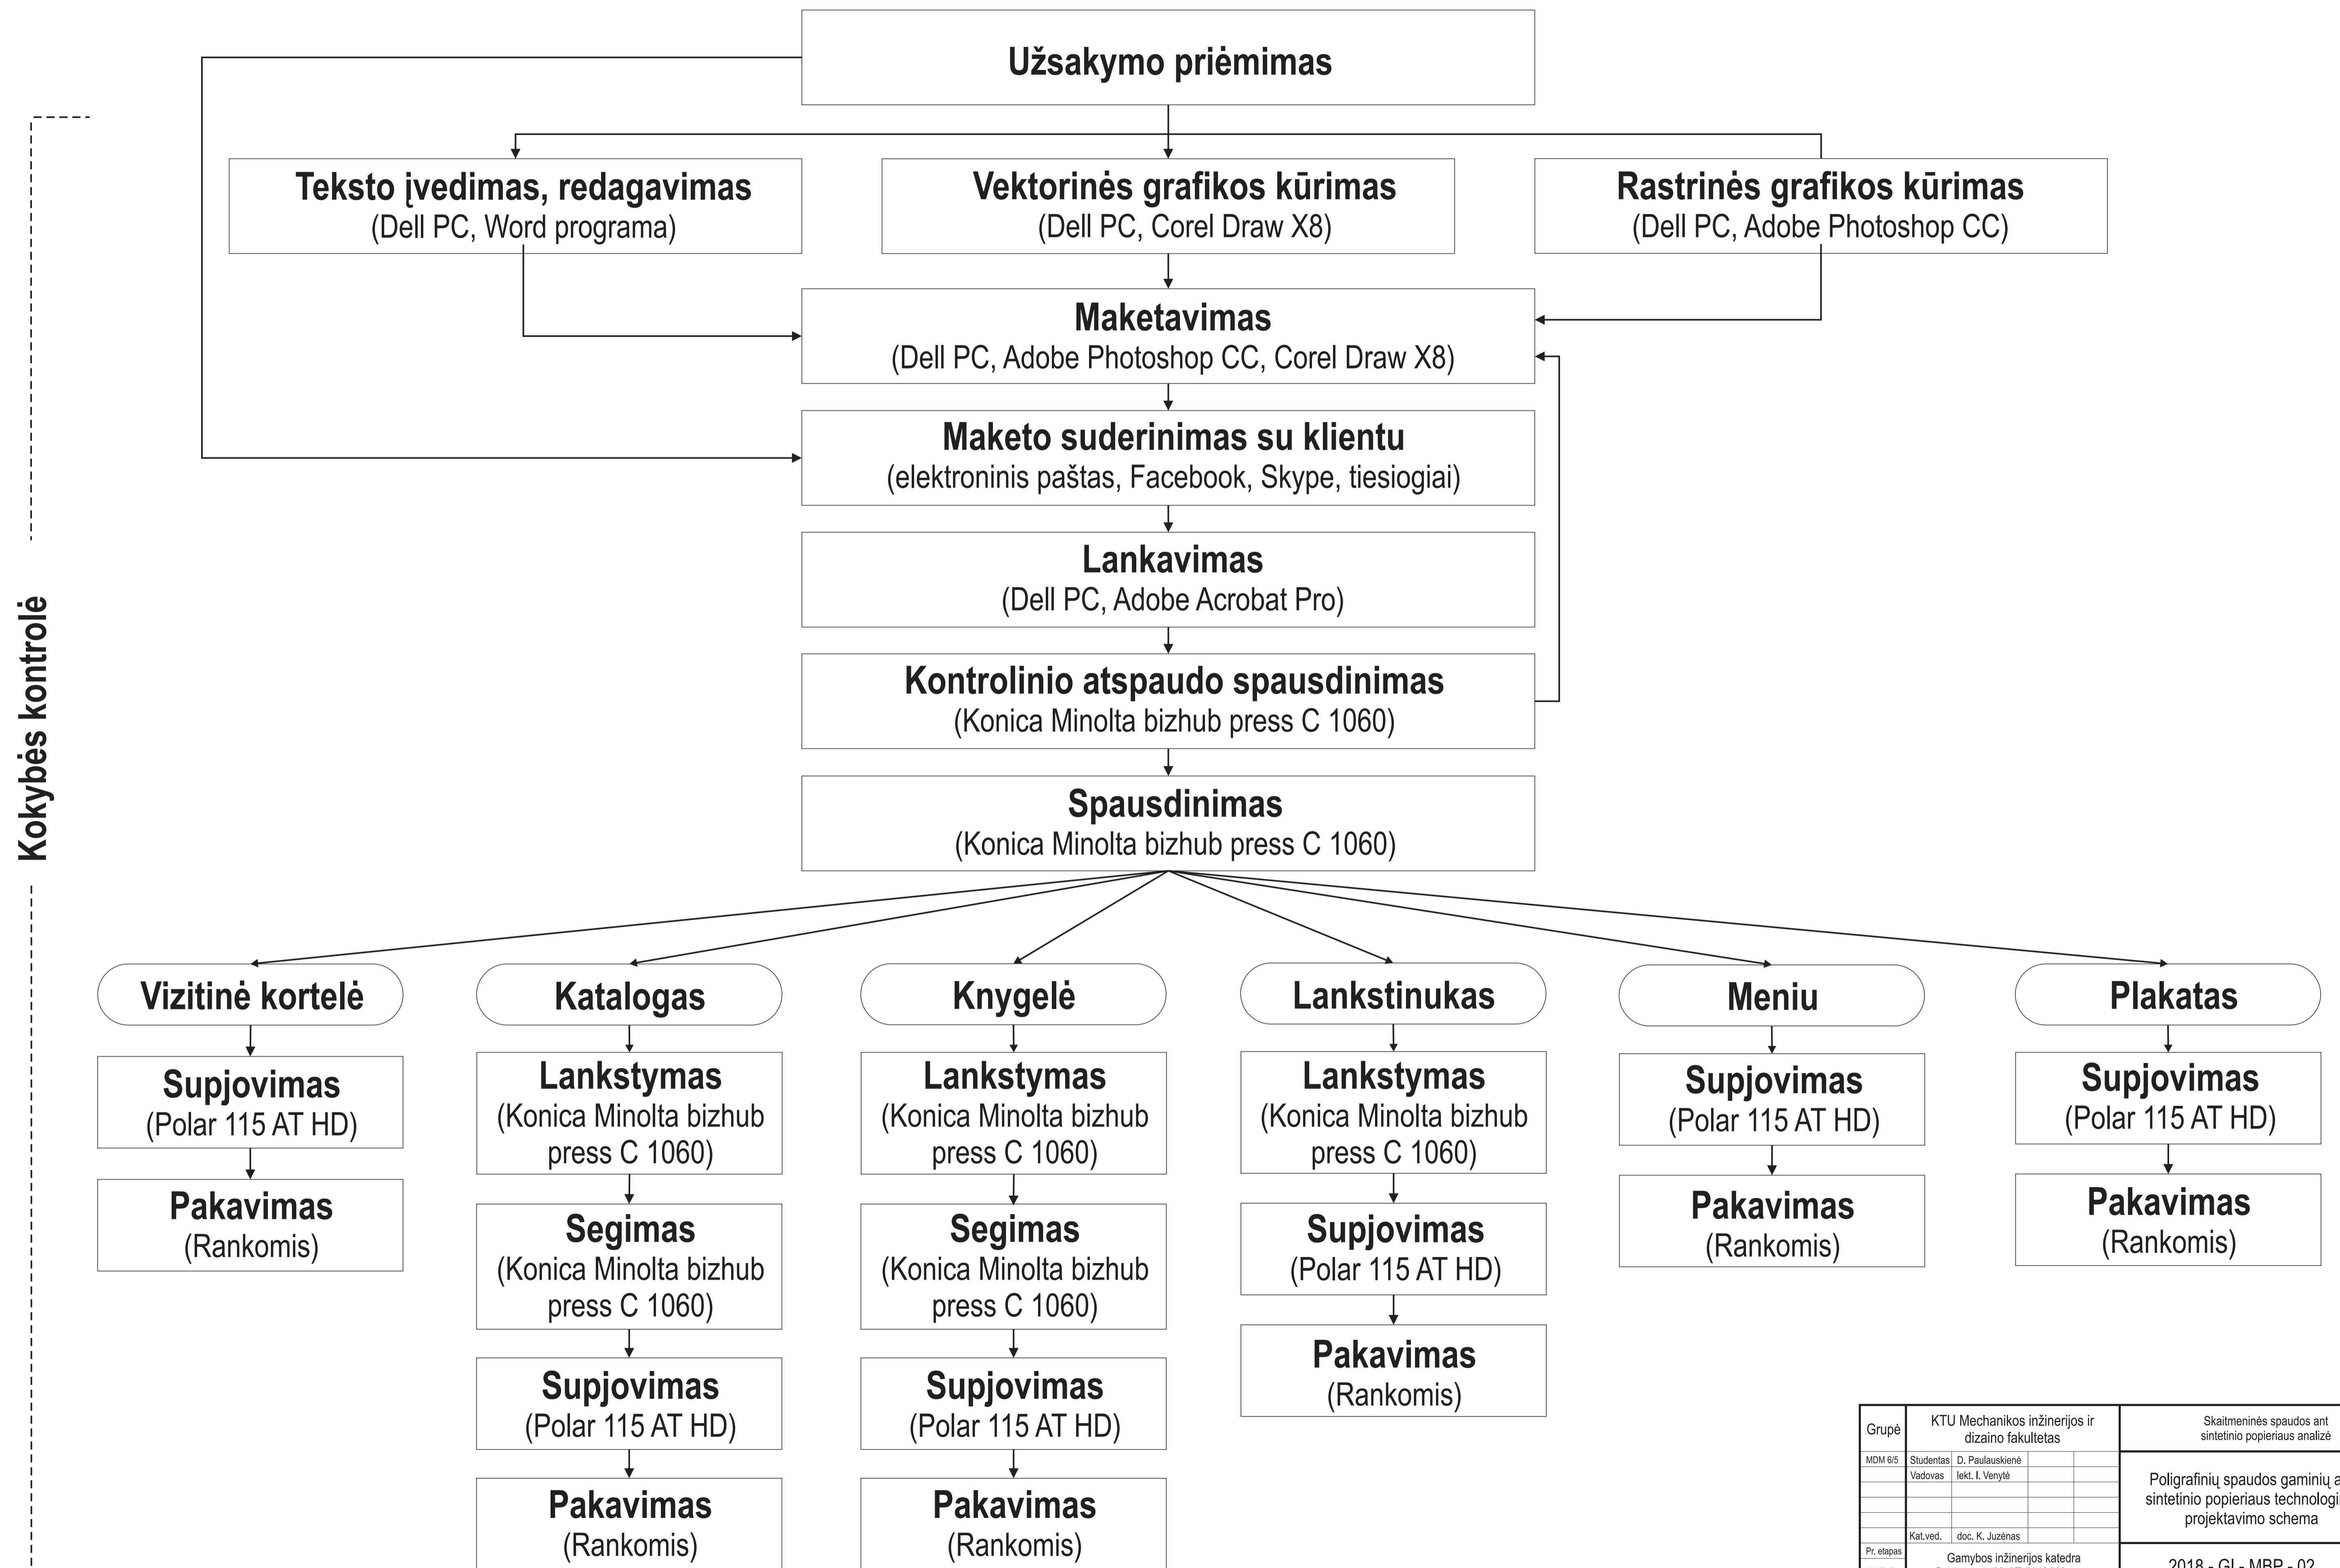 Užsakymo priėmimas
Teksto įvedimas, redagavimas
(Dell PC, Word programa)
Vektorinės grafikos kūrimas
(Dell PC, Corel Draw X8)
Rastrinės grafikos kūrimas
(Dell PC, Adobe Photoshop CC)
Maketavimas
(Dell PC, Adobe Photoshop CC, Corel Draw X8)
Maketo suderinimas su klientu
(elektroninis paštas, Facebook, Skype, tiesiogiai)
Lankavimas
(Dell PC, Adobe Acrobat Pro)
Kokybės kontrolė
Kontrolinio atspaudo spausdinimas
(Konica Minolta bizhub press C 1060)
Spausdinimas
(Konica Minolta bizhub press C 1060)
Vizitinė kortelė
Supjovimas
(Polar 115 AT HD)
Pakavimas
(Rankomis)
Katalogas
Lankstymas
(Konica Minolta bizhub
press C 1060)
Segimas
(Konica Minolta bizhub
press C 1060)
Supjovimas
(Polar 115 AT HD)
Pakavimas
(Rankomis)
Knygelė
Lankstymas
(Konica Minolta bizhub
press C 1060)
Segimas
(Konica Minolta bizhub
press C 1060)
Supjovimas
(Polar 115 AT HD)
Pakavimas
(Rankomis)
Lankstinukas
Lankstymas
(Konica Minolta bizhub
press C 1060)
Supjovimas
(Polar 115 AT HD)
Pakavimas
(Rankomis)
Meniu
Supjovimas
(Polar 115 AT HD)
Pakavimas
(Rankomis)
Plakatas
Supjovimas
(Polar 115 AT HD)
Pakavimas
(Rankomis)
Grupė
KTU Mechanikos inžinerijos ir
dizaino fakultetas
Skaitmeninės spaudos ant
sintetinio popieriaus analizė
MDM 6/5 Studentas D. Paulauskienė
Vadovas lekt. I. Venytė
Kat.ved. doc. K. Juzėnas
Poligrafinių spaudos gaminių
sintetinio popieriaus
projektavimo schema
Pr. etapas
Gamybos inžinerijos katedra
2018 - GI - MBP - 02